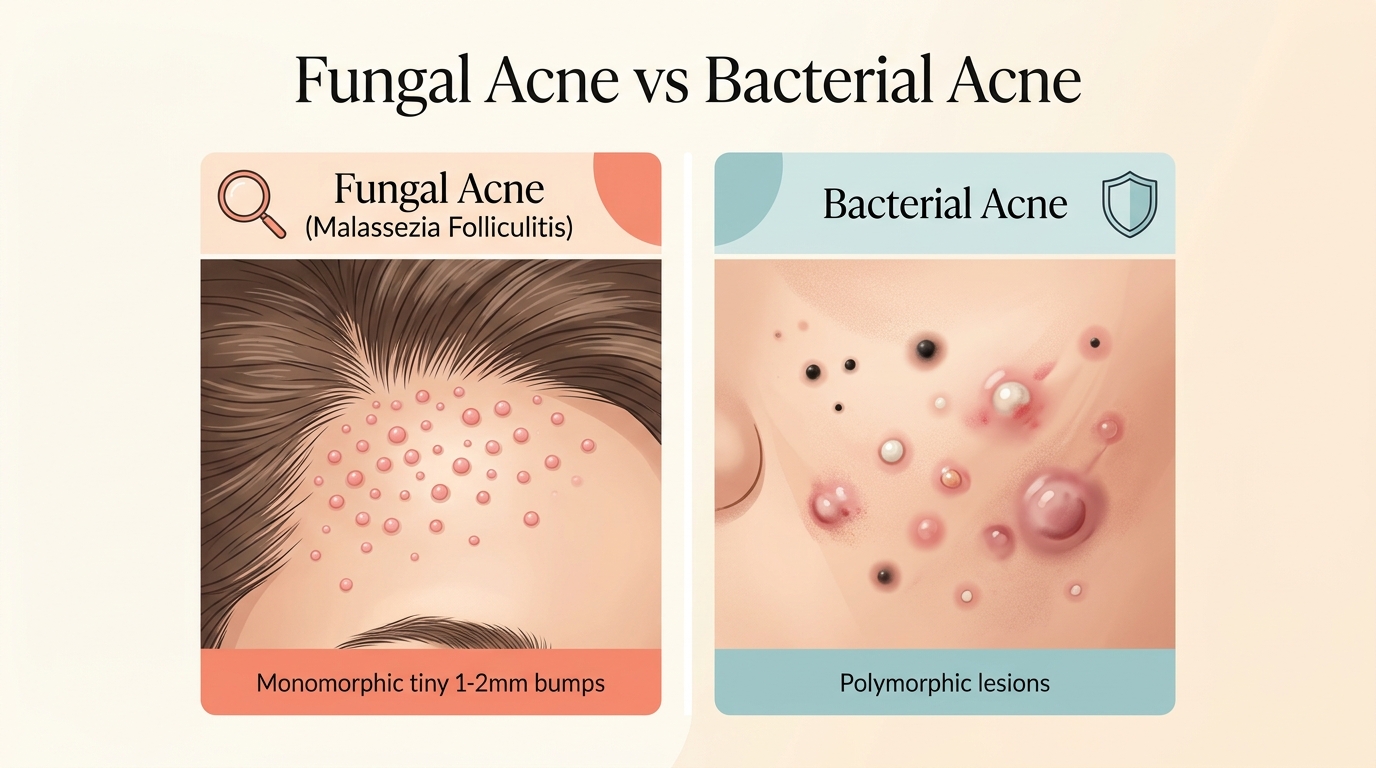 Fungal Acne vs Bacterial Acne
Fungal Acne
(Malassezia Folliculitis)
Monomorphic tiny 1-2mm bumps
Bacterial Acne
Polymorphic lesions